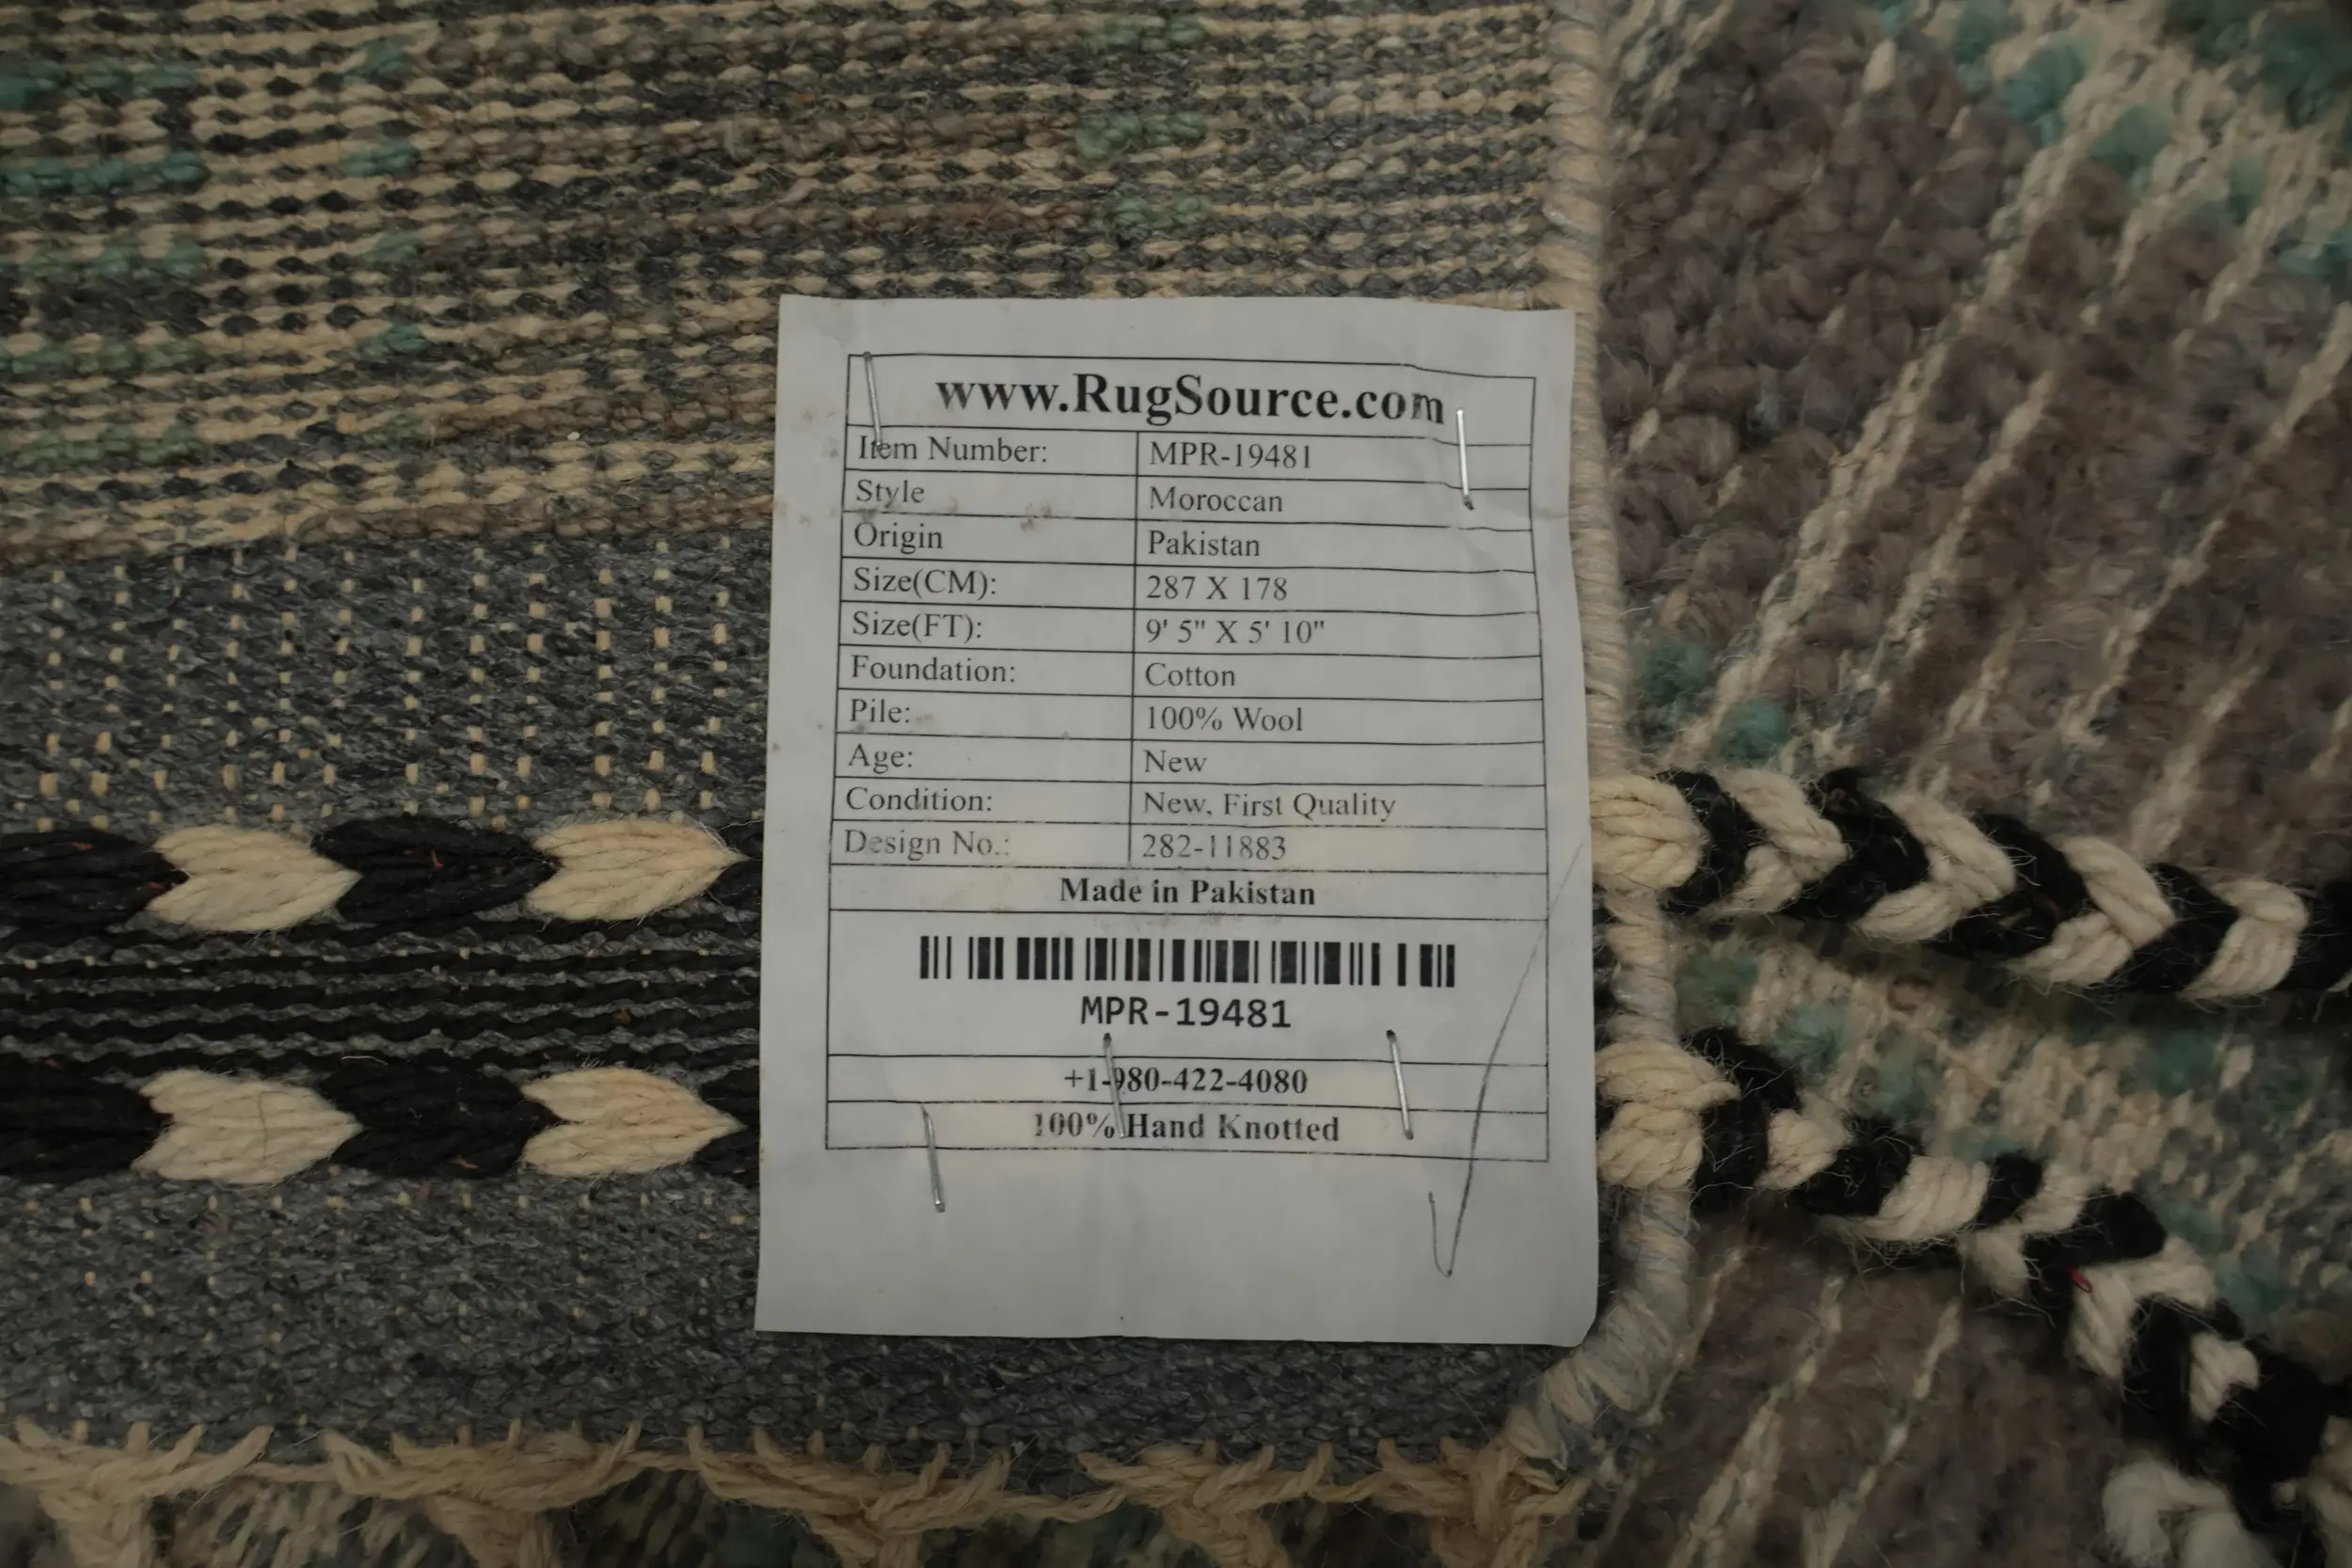 www.RugSource.com
Item Number: MPR-19481
Style Moroccan
Origin Pakistan
Size(CM): 287 X 178
Size(FT): 9' 5" X 5' 10"
Foundation: Cotton
Pile: 100% Wool
Age: New
Condition: New, First Quality
Design No.: 282-11883
Made in Pakistan
MPR-19481
+1-980-422-4080
100% Hand Knotted